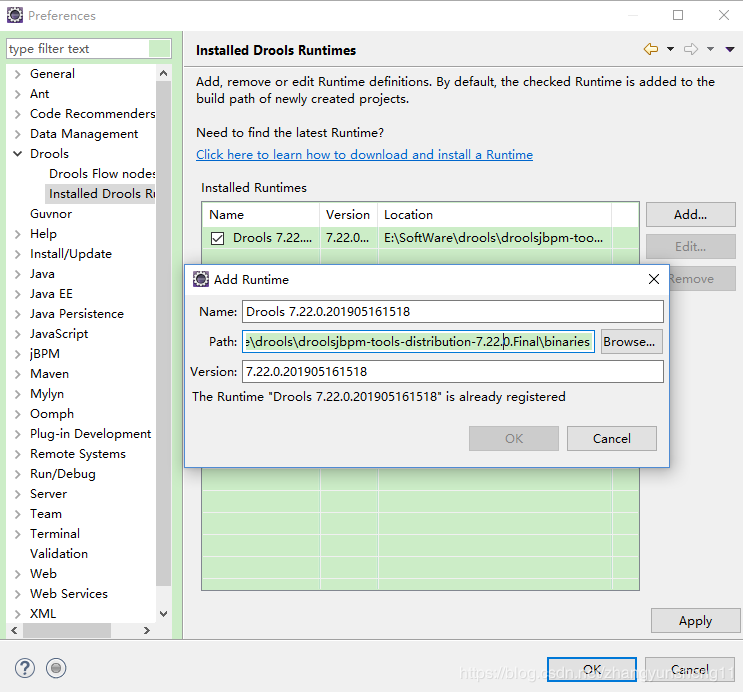 Preferences
type filter text
General
Ant
Code Recommenders
Data Management
Drools
Drools Flow nodes
Installed Drools Ru
Guvnor
Help
Install/Update
Java
Java EE
Java Persistence
JavaScript
jBPM
Maven
Mylyn
Oomph
Plug-in Development
Remote Systems
Run/Debug
Server
Team
Terminal
Validation
Web
Web Services
XML
Installed Drools Runtimes
Add, remove or edit Runtime definitions. By default, the checked Runtime is added to the
build path of newly created projects.
Need to find the latest Runtime?
Click here to learn how to download and install a Runtime
Installed Runtimes
Name Version Location
Drools 7.22.... 7.22.0... E:\SoftWare\drools\droolsjbpm-too...
Add...
Edit...
Remove
Add Runtime
Name: Drools 7.22.0.201905161518
Path: e\drools\droolsjbpm-tools-distribution-7.22.0.Final\binaries Browse...
Version: 7.22.0.201905161518
The Runtime "Drools 7.22.0.201905161518" is already registered
OK Cancel
Apply
OK Cancel